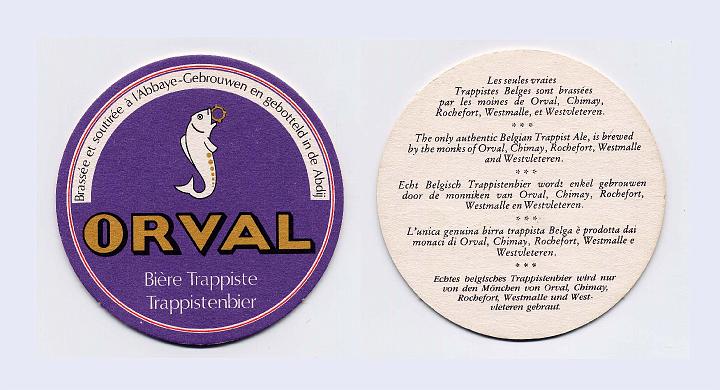 Brassée et soutirée à l'Abbaye-Gebrouwen en gebotteld in de Abdij
ORVAL
Bière Trappiste
Trappistenbier
Les seules vraies
Trappistes Belges sont brassées
par les moines de Orval, Chimay,
Rochefort, Westmalle, et Westvleteren.
* * *
The only authentic Belgian Trappist Ale, is brewed
by the monks of Orval, Chimay, Rochefort, Westmalle
and Westvleteren.
* * *
Echt Belgisch Trappistenbier wordt enkel gebrouwen
door de monniken van Orval, Chimay, Rochefort,
Westmalle en Westvleteren.
* * *
L'unica genuina birra trappista Belga è prodotta dai
monaci di Orval, Chimay, Rochefort, Westmalle e
Westvleteren.
* * *
Echtes belgisches Trappistenbier wird nur
von den Mönchen von Orval, Chimay,
Rochefort, Westmalle und West-
vleteren gebraut.